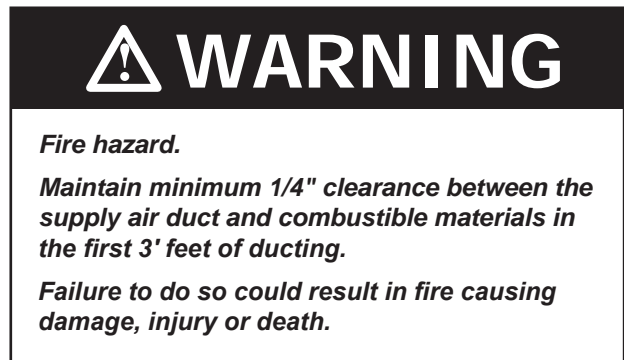 WARNING
Fire hazard.
Maintain minimum 1/4" clearance between the
supply air duct and combustible materials in
the first 3' feet of ducting.
Failure to do so could result in fire causing
damage, injury or death.